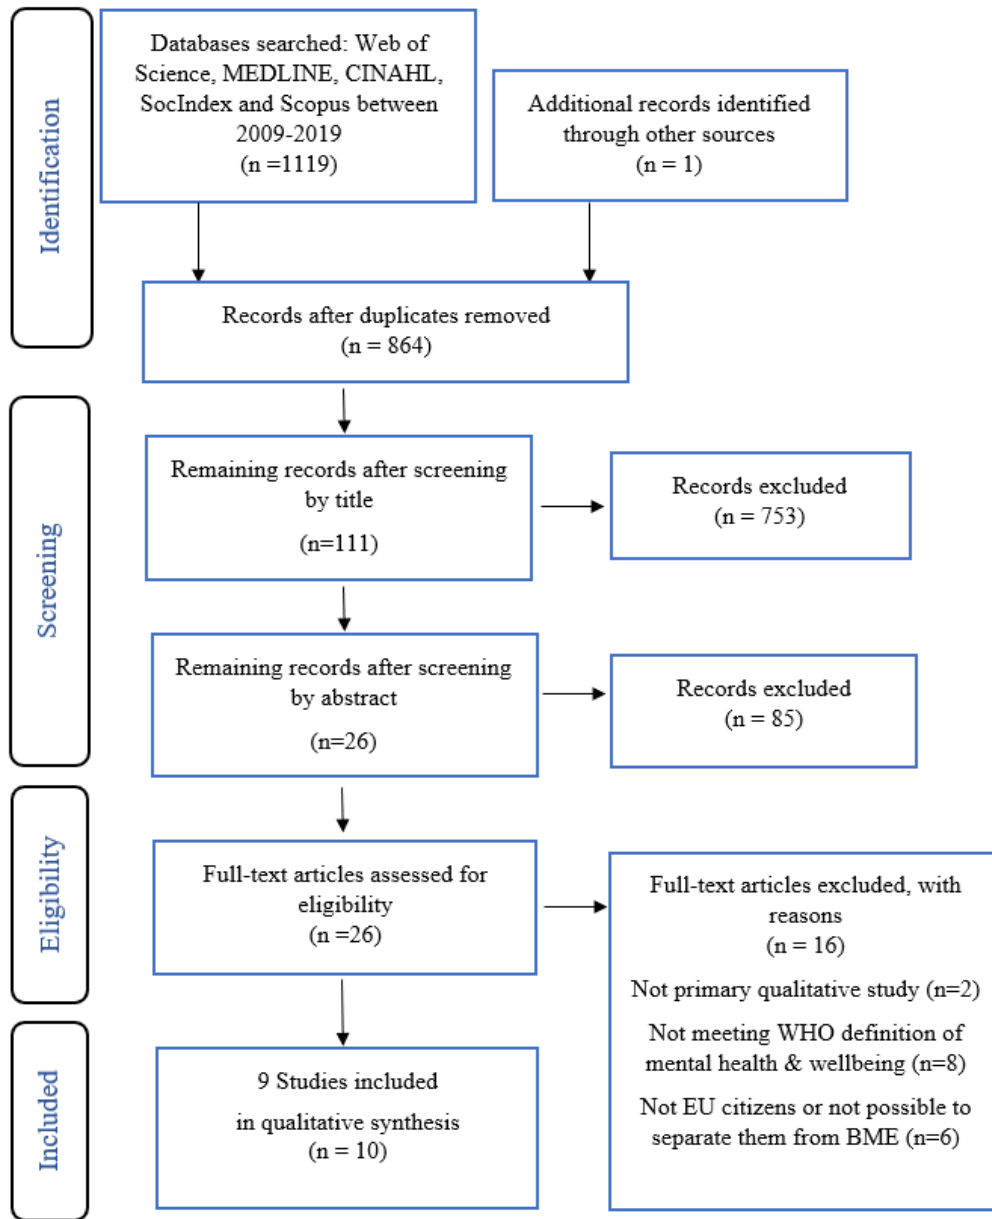 Identification
Databases searched: Web of
Science, MEDLINE, CINAHL,
SocIndex and Scopus between
2009-2019
(n =1119)
Additional records identified
through other sources
(n = 1)
Records after duplicates removed
(n = 864)
Screening
Remaining records after screening
by title
(n=111)
Records excluded
(n = 753)
Remaining records after screening
by abstract
(n=26)
Records excluded
(n = 85)
Eligibility
Full-text articles assessed for
eligibility
(n =26)
Full-text articles excluded, with
reasons
(n = 16)
Not primary qualitative study (n=2)
Not meeting WHO definition of
mental health & wellbeing (n=8)
Not EU citizens or not possible to
separate them from BME (n=6)
Included
9 Studies included
in qualitative synthesis
(n = 10)